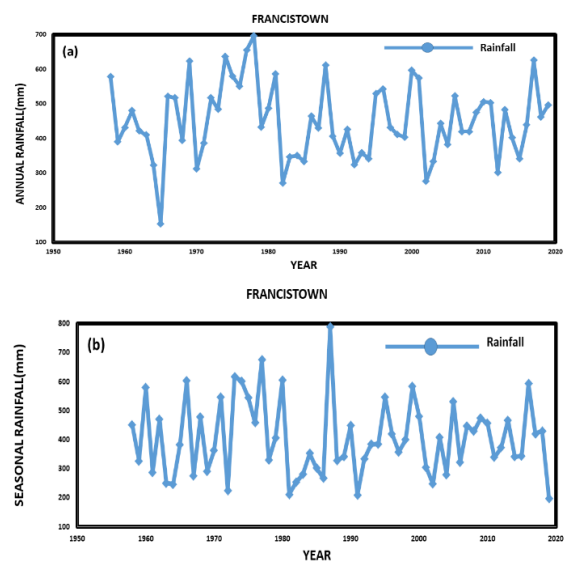 FRANCISTOWN
(a)
Rainfall
ANNUAL RAINFALL(mm)
700
600
500
400
300
200
100
1950 1960 1970 1980 1990 2000 2010 2020
YEAR
FRANCISTOWN
(b)
Rainfall
SEASONAL RAINFALL(mm)
800
700
600
500
400
300
200
100
1950 1960 1970 1980 1990 2000 2010 2020
YEAR